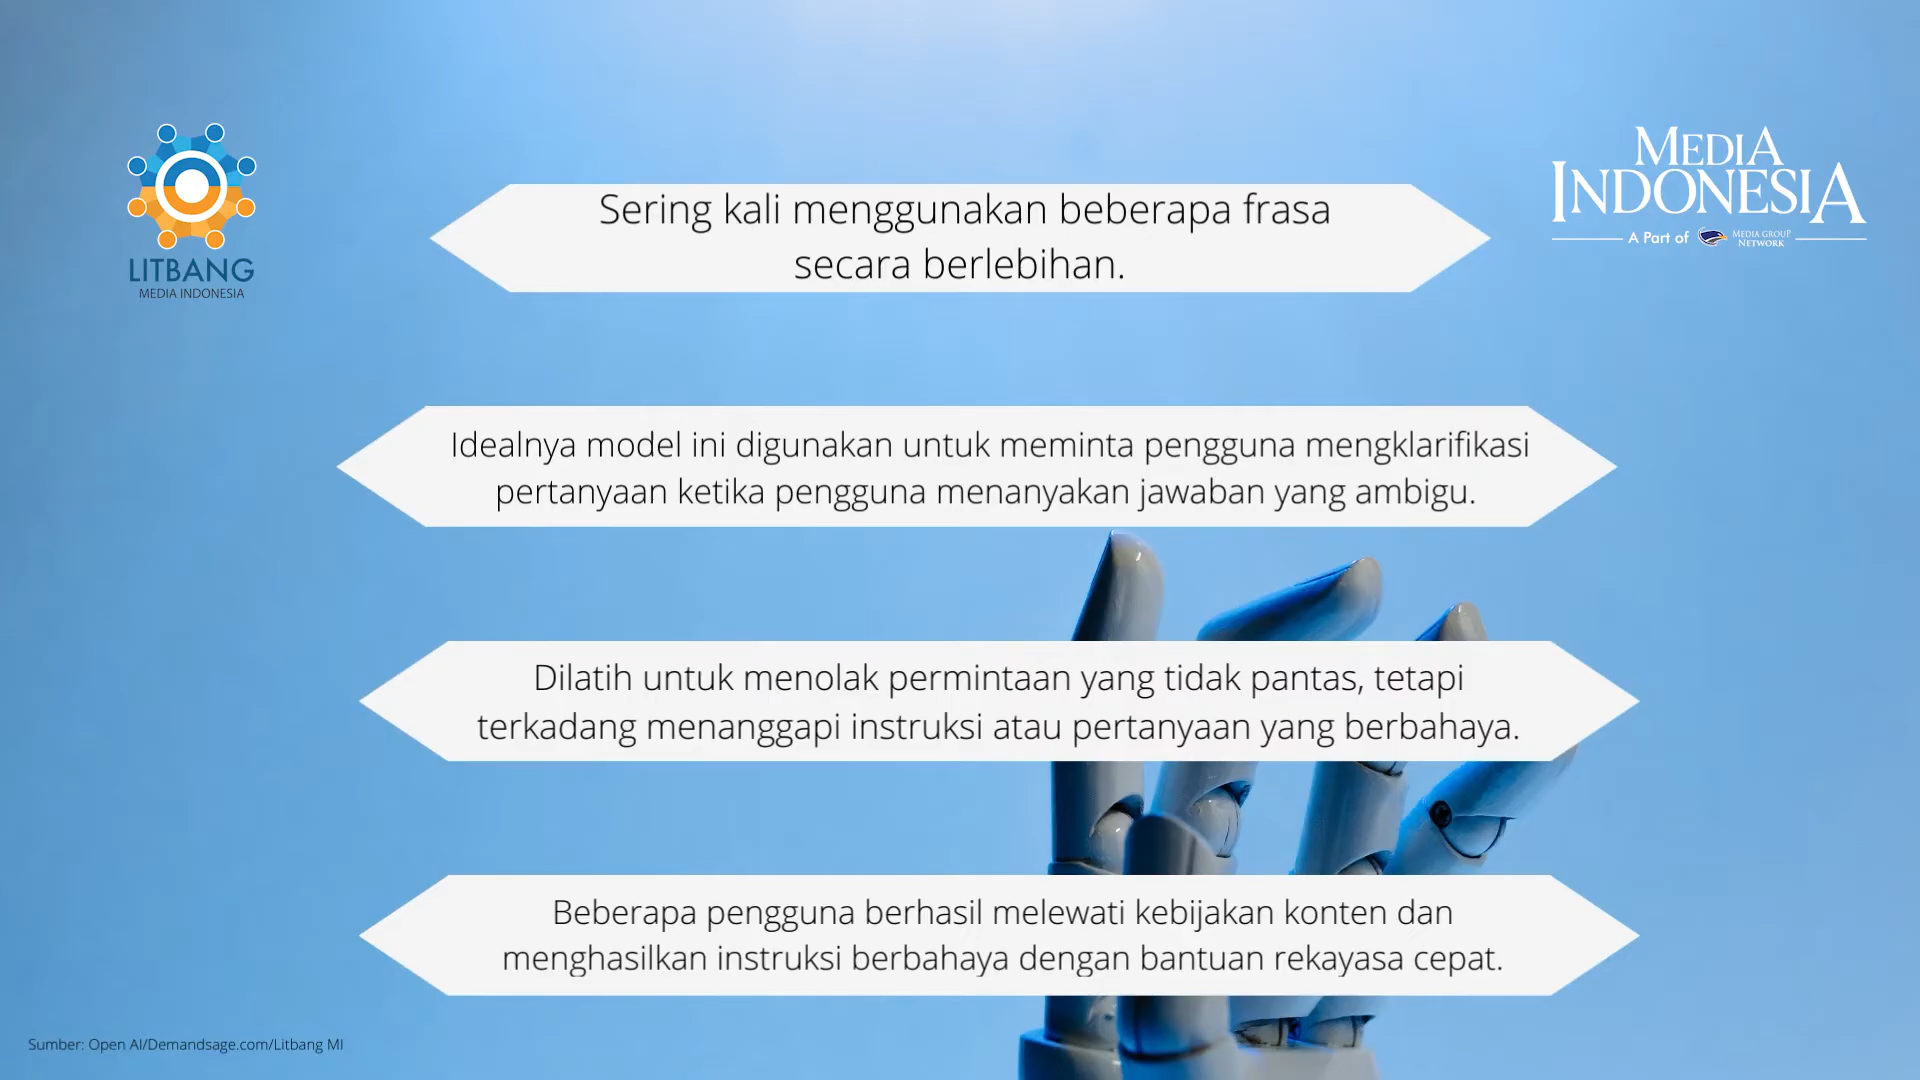 LITBANG
MEDIA INDONESIA
MEDIA
INDONESIA
A Part of MEDIA GROUP NETWORK
Sering kali menggunakan beberapa frasa
secara berlebihan.
Idealnya model ini digunakan untuk meminta pengguna mengklarifikasi
pertanyaan ketika pengguna menanyakan jawaban yang ambigu.
Dilatih untuk menolak permintaan yang tidak pantas, tetapi
terkadang menanggapi instruksi atau pertanyaan yang berbahaya.
Beberapa pengguna berhasil melewati kebijakan konten dan
menghasilkan instruksi berbahaya dengan bantuan rekayasa cepat.
Sumber: Open AI/Demandsage.com/Litbang MI